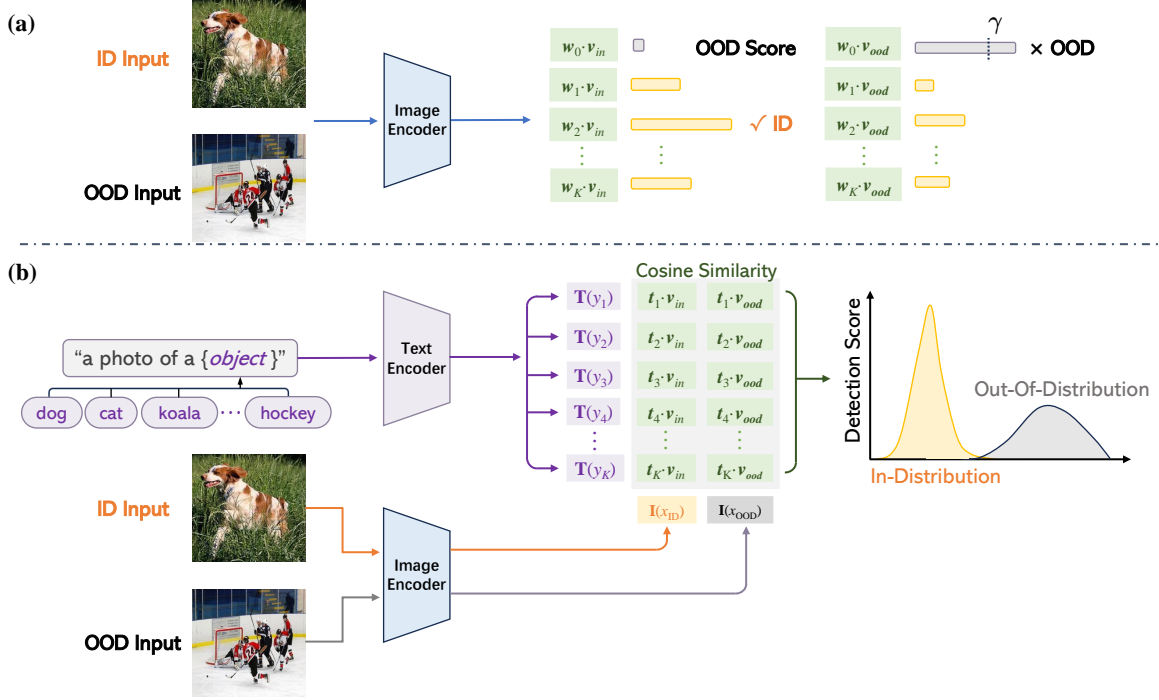 (a)
ID Input
OOD Input
Image
Encoder
w0·vin
w1·vin
w2·vin
⋮
wK·vin
OOD Score
✓ ID
w0·vood
w1·vood
w2·vood
⋮
wK·vood
γ
× OOD
(b)
"a photo of a {object}"
dog cat koala ··· hockey
Text
Encoder
T(y1)
T(y2)
T(y3)
T(y4)
⋮
T(yK)
Cosine Similarity
t1·vin t1·vood
t2·vin t2·vood
t3·vin t3·vood
t4·vin t4·vood
⋮ ⋮
tK·vin tK·vood
I(xID) I(xOOD)
Detection Score
Out-Of-Distribution
In-Distribution
ID Input
OOD Input
Image
Encoder